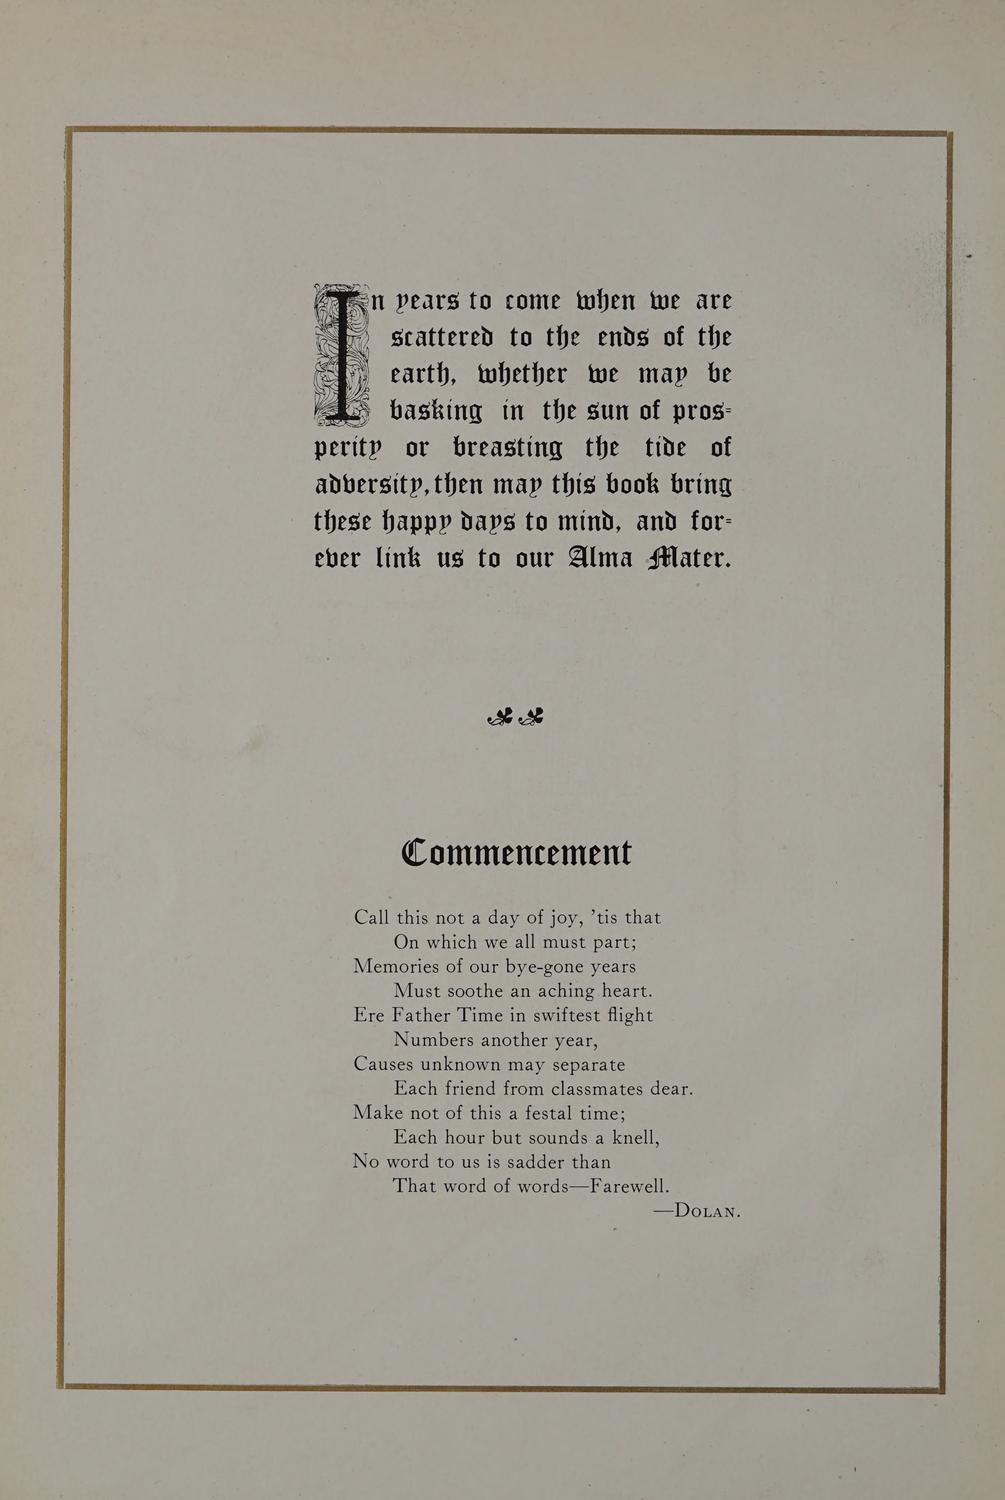 In years to come when we are
scattered to the ends of the
earth, whether we may be
basking in the sun of pros-
perity or breasting the tide of
adversity, then may this book bring
these happy days to mind, and for-
ever link us to our Alma Mater.
Commencement
Call this not a day of joy, 'tis that
On which we all must part;
Memories of our bye-gone years
Must soothe an aching heart.
Ere Father Time in swiftest flight
Numbers another year,
Causes unknown may separate
Each friend from classmates dear.
Make not of this a festal time;
Each hour but sounds a knell,
No word to us is sadder than
That word of words—Farewell.
—Dolan.